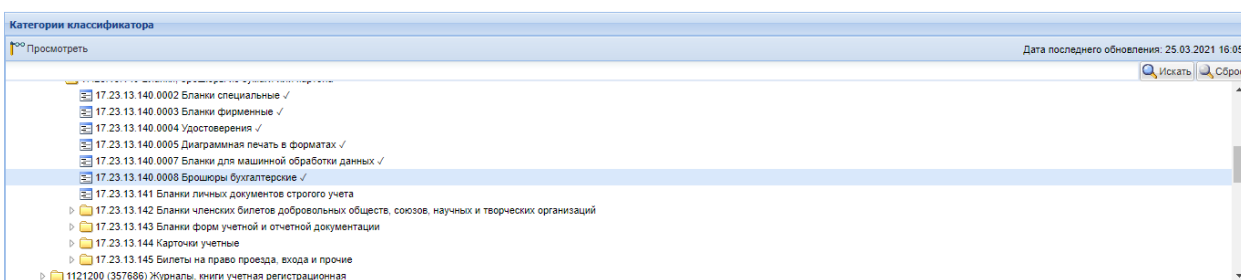 Категории классификатора
Просмотреть Дата последнего обновления: 25.03.2021 16:05
Искать Сброс
17.23.13.140.0002 Бланки специальные ✓
17.23.13.140.0003 Бланки фирменные ✓
17.23.13.140.0004 Удостоверения ✓
17.23.13.140.0005 Диаграммная печать в форматах ✓
17.23.13.140.0007 Бланки для машинной обработки данных ✓
17.23.13.140.0008 Брошюры бухгалтерские ✓
17.23.13.141 Бланки личных документов строгого учета
17.23.13.142 Бланки членских билетов добровольных обществ, союзов, научных и творческих организаций
17.23.13.143 Бланки форм учетной и отчетной документации
17.23.13.144 Карточки учетные
17.23.13.145 Билеты на право проезда, входа и прочие
1121200 (357686) Журналы, книги учетная регистрационная